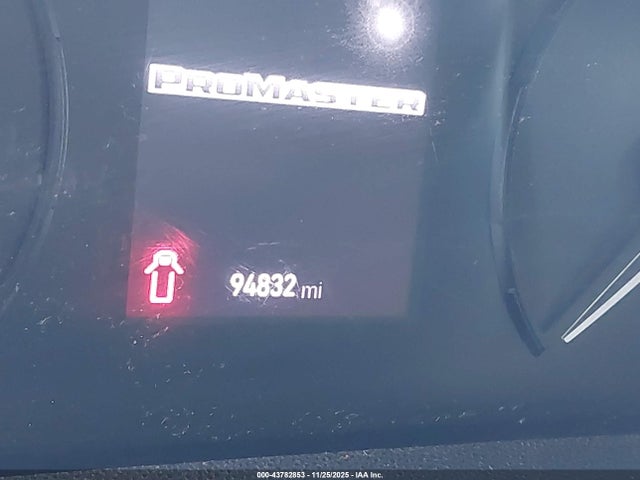 PROMASTER
94832 mi
000-43782853 - 11/25/2025 - IAA Inc.